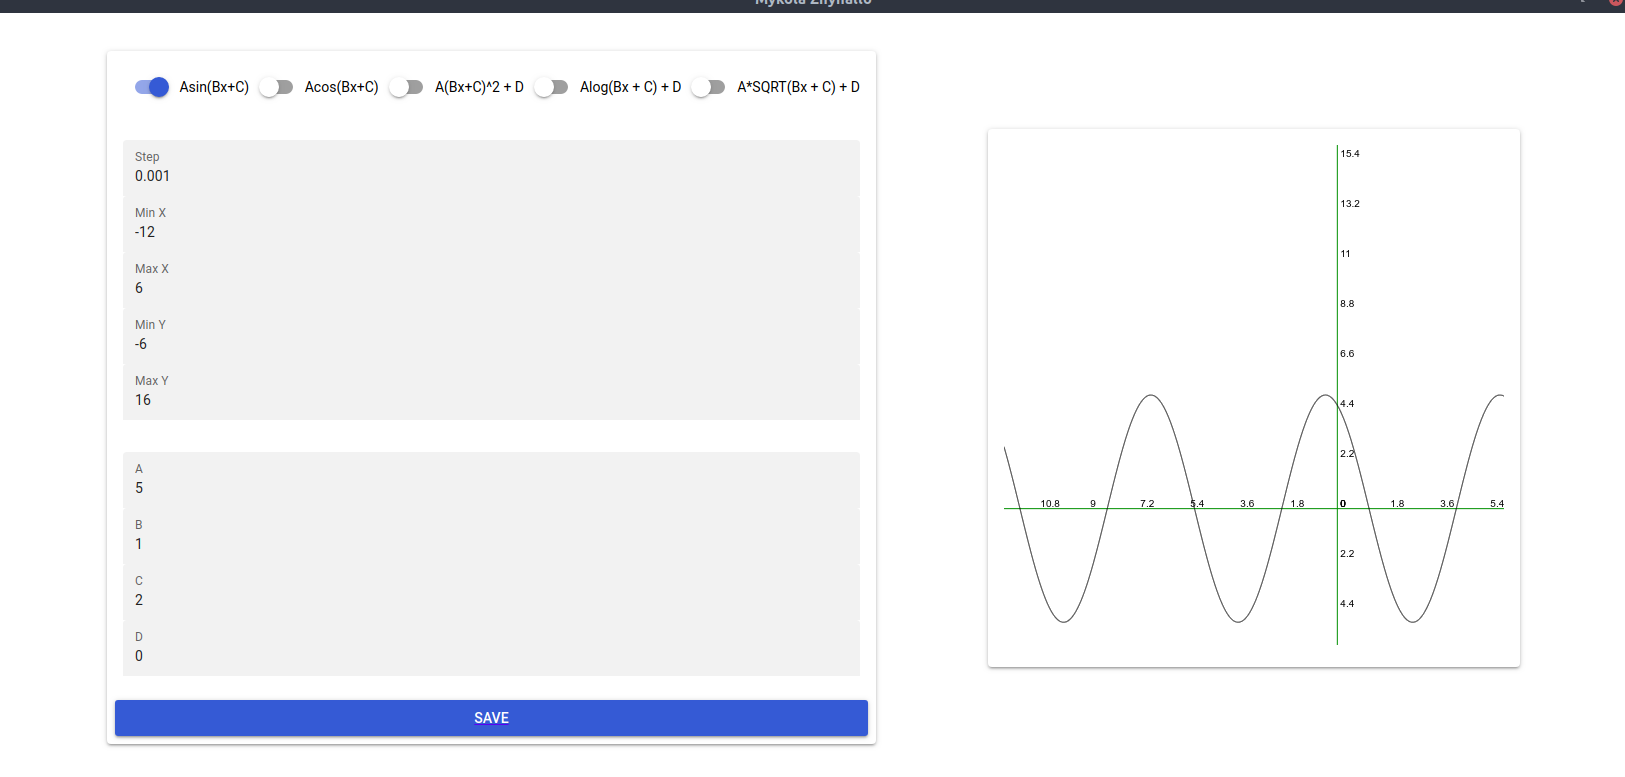 Asin(Bx+C) Acos(Bx+C) A(Bx+C)^2 + D Alog(Bx + C) + D A*SQRT(Bx + C) + D
Step
0.001
Min X
-12
Max X
6
Min Y
-6
Max Y
16
A
5
B
1
C
2
D
0
SAVE
15.4
13.2
11
8.8
6.6
4.4
2.2
10.8 9 7.2 5.4 3.6 1.8 0 1.8 3.6 5.4
2.2
4.4